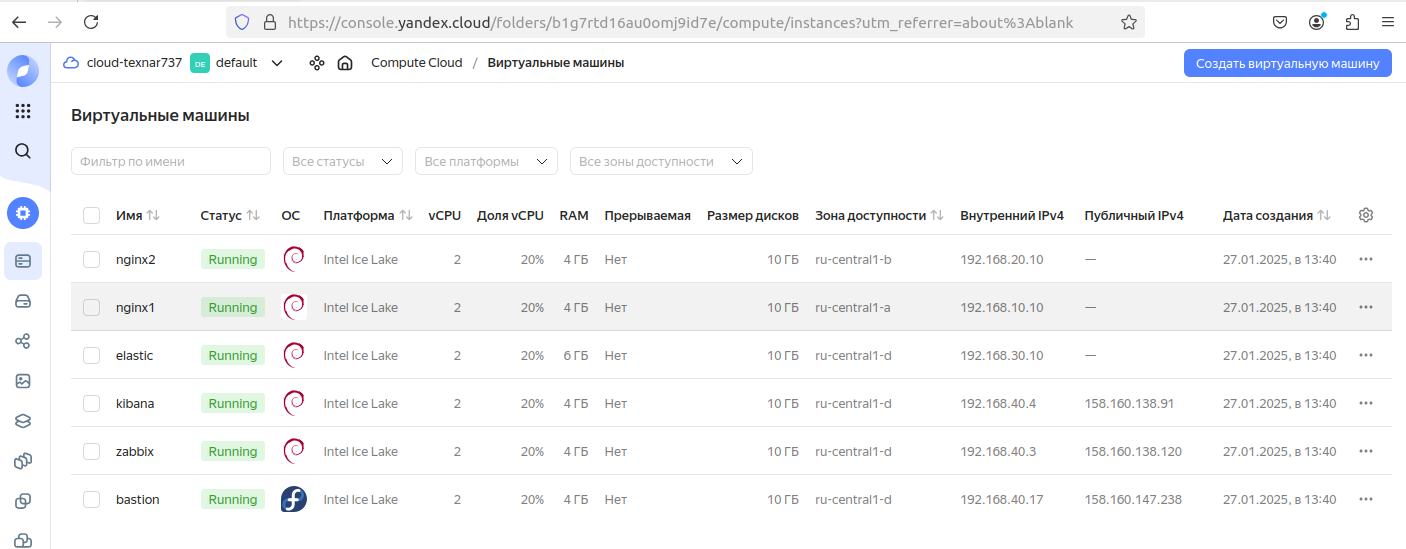 https://console.yandex.cloud/folders/b1g7rtd16au0omj9id7e/compute/instances?utm_referrer=about%3Ablank
cloud-texnar737 DE default Compute Cloud / Виртуальные машины Создать виртуальную машину
Виртуальные машины
Фильтр по имени Все статусы Все платформы Все зоны доступности
Имя Статус ОС Платформа vCPU Доля vCPU RAM Прерываемая Размер дисков Зона доступности Внутренний IPv4 Публичный IPv4 Дата создания
nginx2 Running Intel Ice Lake 2 20% 4 ГБ Нет 10 ГБ ru-central1-b 192.168.20.10 — 27.01.2025, в 13:40
nginx1 Running Intel Ice Lake 2 20% 4 ГБ Нет 10 ГБ ru-central1-a 192.168.10.10 — 27.01.2025, в 13:40
elastic Running Intel Ice Lake 2 20% 6 ГБ Нет 10 ГБ ru-central1-d 192.168.30.10 — 27.01.2025, в 13:40
kibana Running Intel Ice Lake 2 20% 4 ГБ Нет 10 ГБ ru-central1-d 192.168.40.4 158.160.138.91 27.01.2025, в 13:40
zabbix Running Intel Ice Lake 2 20% 4 ГБ Нет 10 ГБ ru-central1-d 192.168.40.3 158.160.138.120 27.01.2025, в 13:40
bastion Running Intel Ice Lake 2 20% 4 ГБ Нет 10 ГБ ru-central1-d 192.168.40.17 158.160.147.238 27.01.2025, в 13:40